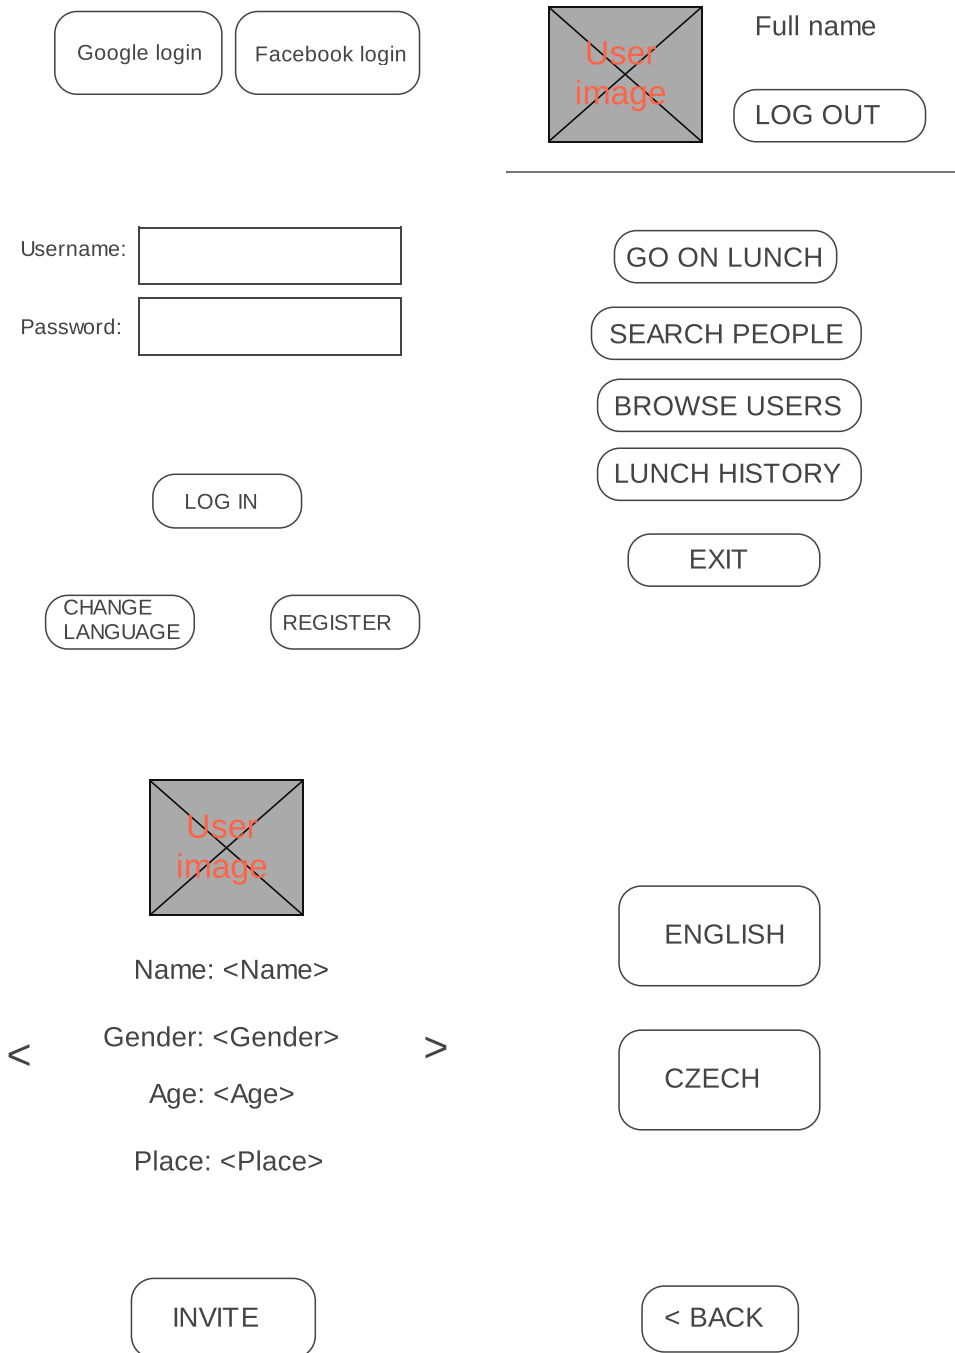 Google login
Facebook login
Username:
Password:
LOG IN
CHANGE
LANGUAGE
REGISTER
User
image
Full name
LOG OUT
GO ON LUNCH
SEARCH PEOPLE
BROWSE USERS
LUNCH HISTORY
EXIT
User
image
Name: <Name>
Gender: <Gender>
<
>
Age: <Age>
Place: <Place>
INVITE
ENGLISH
CZECH
< BACK